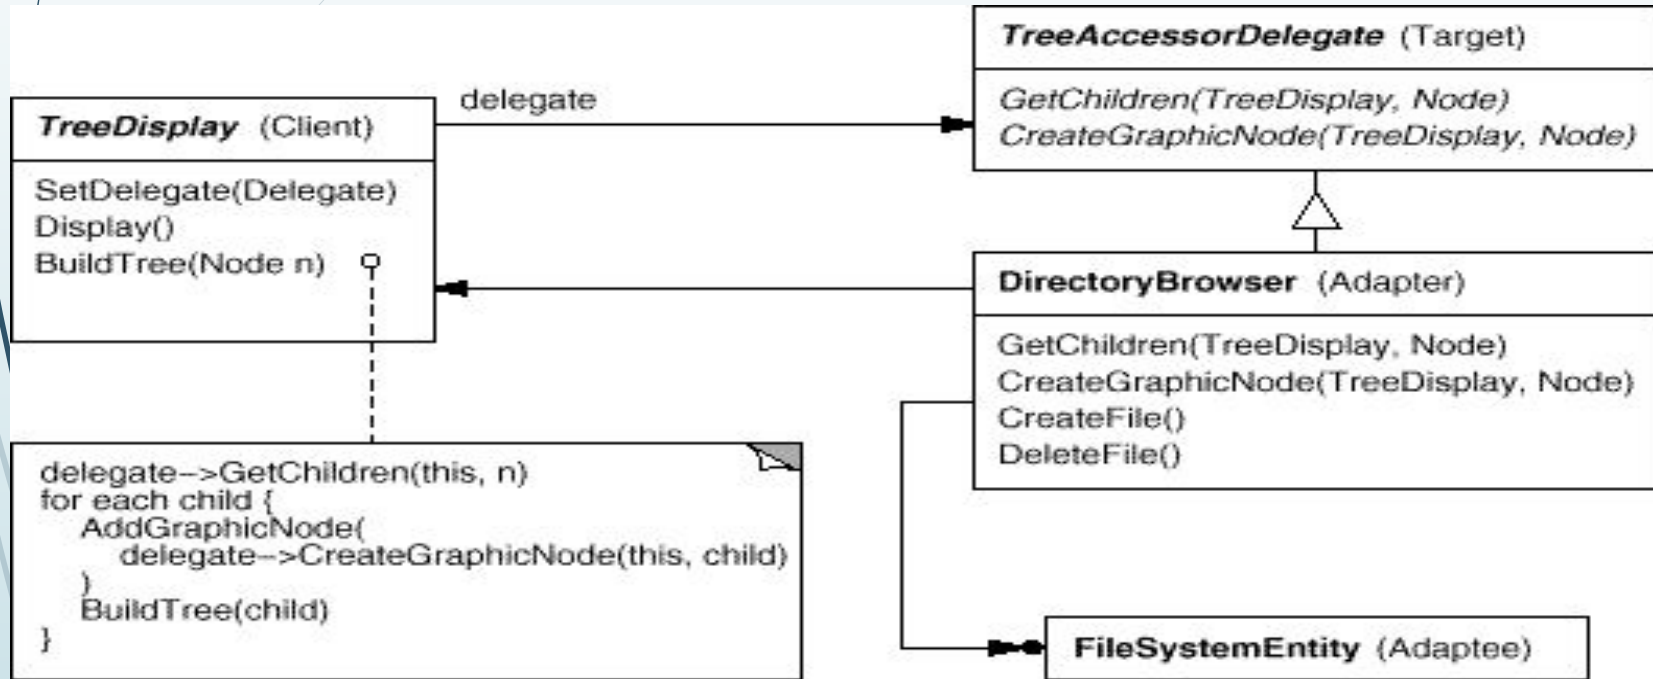 TreeAccessorDelegate (Target)
GetChildren(TreeDisplay, Node)
CreateGraphicNode(TreeDisplay, Node)
delegate
TreeDisplay (Client)
SetDelegate(Delegate)
Display()
BuildTree(Node n)
DirectoryBrowser (Adapter)
GetChildren(TreeDisplay, Node)
CreateGraphicNode(TreeDisplay, Node)
CreateFile()
DeleteFile()
delegate->GetChildren(this, n)
for each child {
AddGraphicNode(
delegate->CreateGraphicNode(this, child)
)
BuildTree(child)
}
FileSystemEntity (Adaptee)